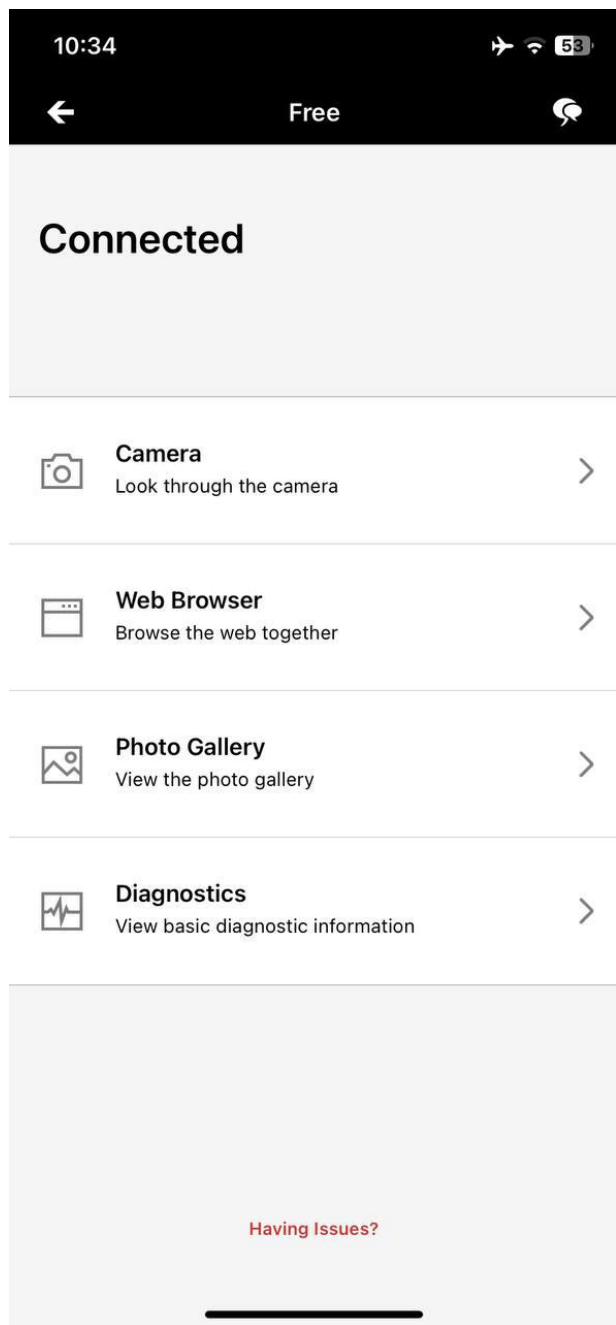 10:34
53
Free
Connected
Camera
Look through the camera
Web Browser
Browse the web together
Photo Gallery
View the photo gallery
Diagnostics
View basic diagnostic information
Having Issues?